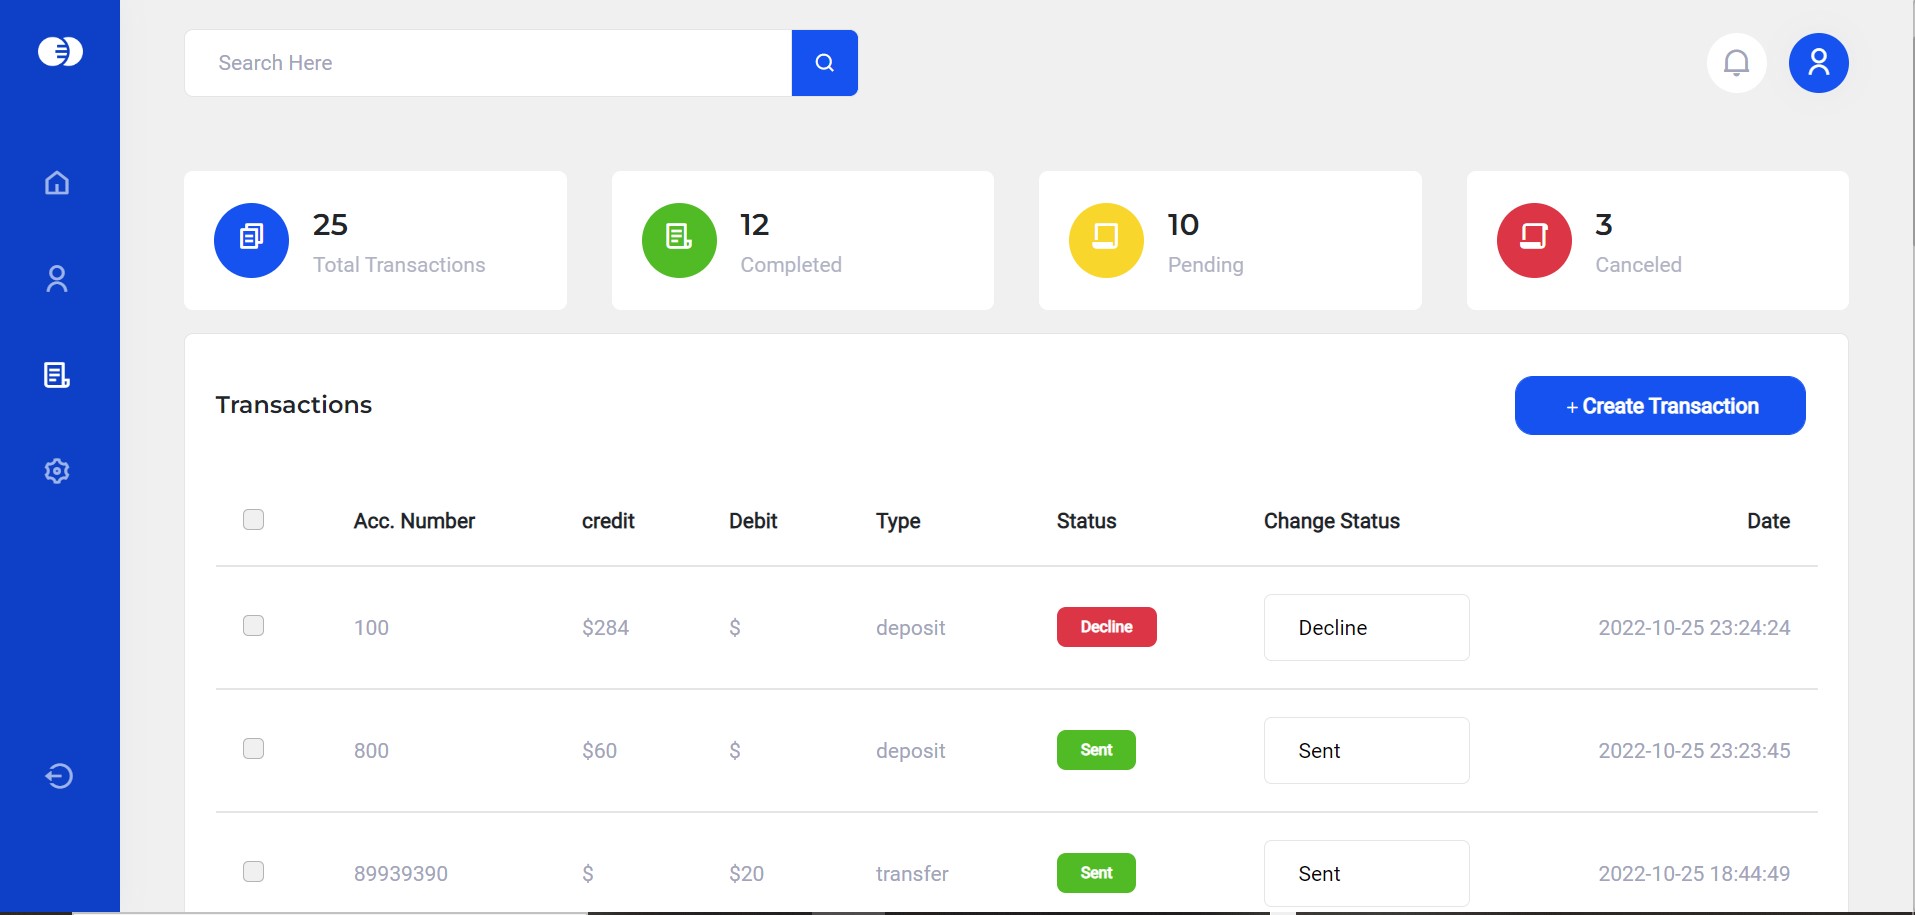 Search Here
25
Total Transactions
12
Completed
10
Pending
3
Canceled
Transactions
+ Create Transaction
Acc. Number credit Debit Type Status Change Status Date
100 $284 $ deposit Decline Decline 2022-10-25 23:24:24
800 $60 $ deposit Sent Sent 2022-10-25 23:23:45
89939390 $ $20 transfer Sent Sent 2022-10-25 18:44:49